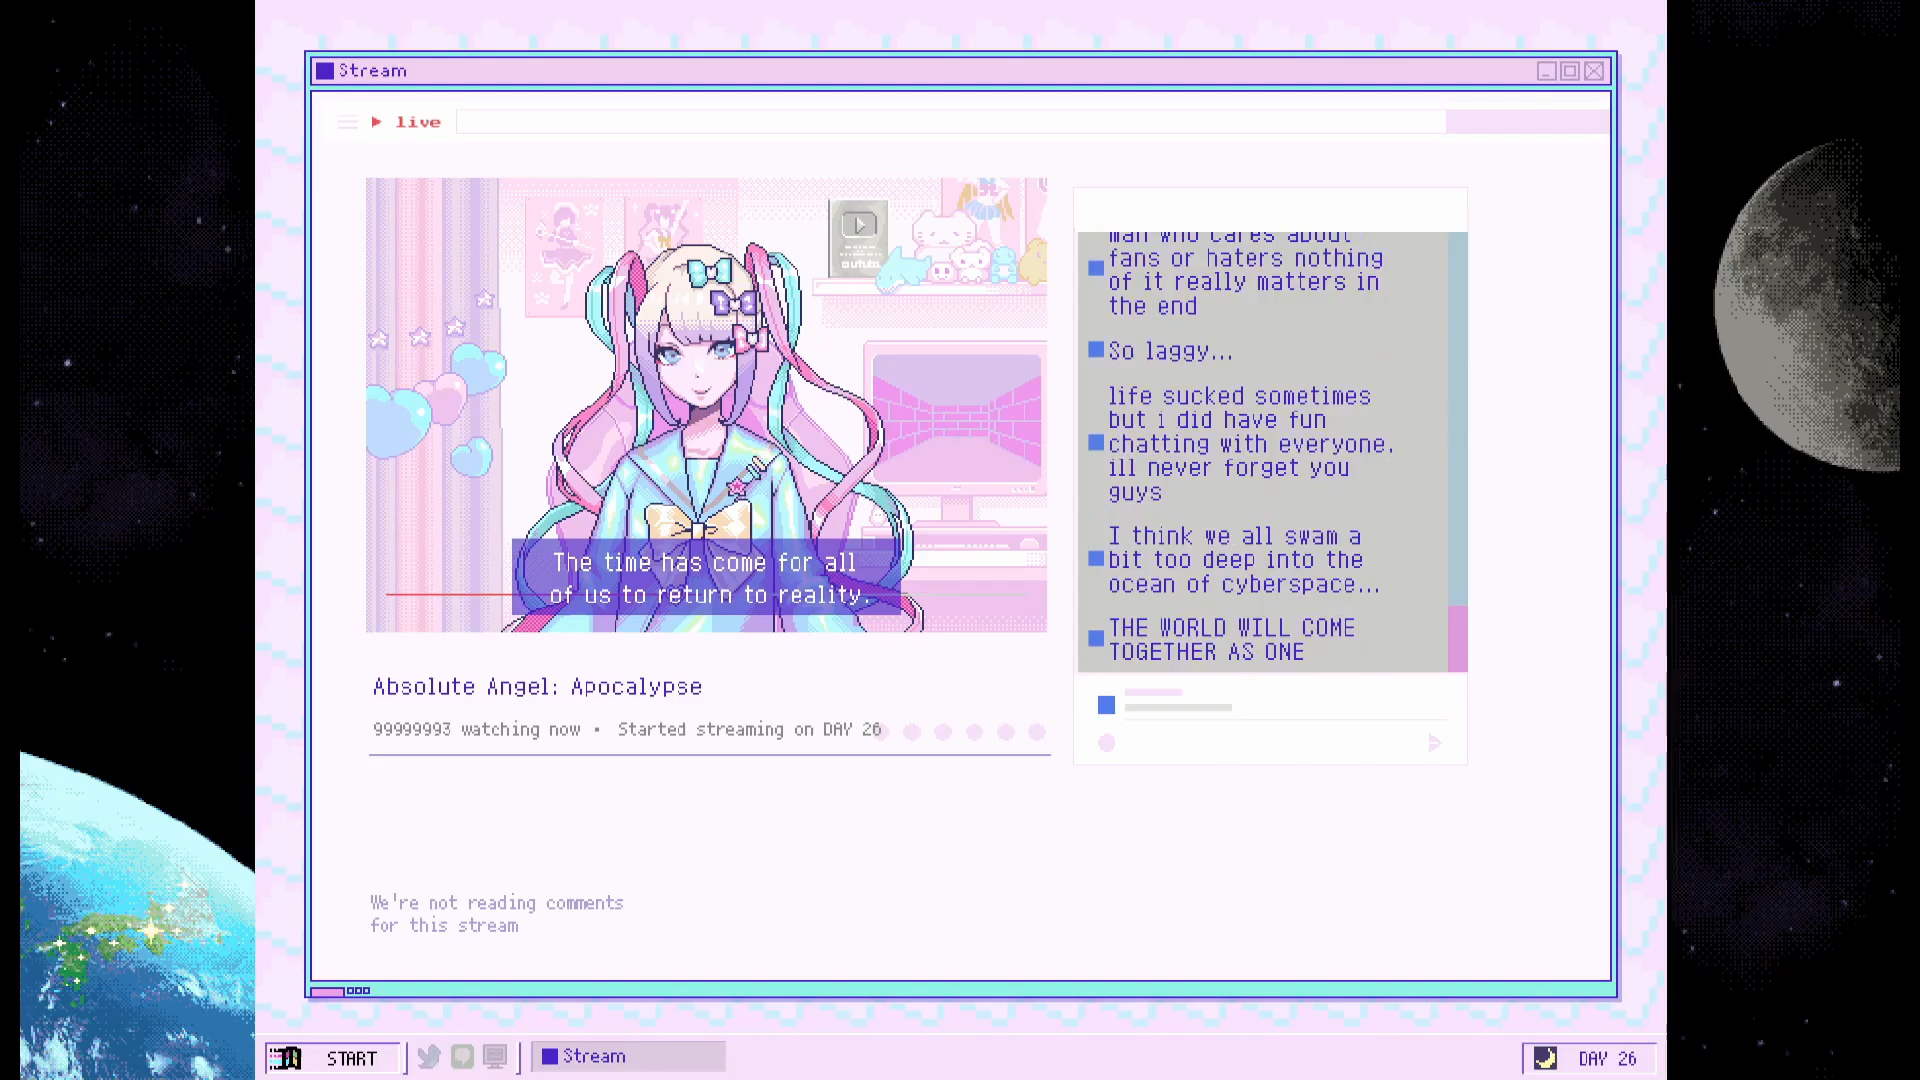 Stream
live
man who cares about
fans or haters nothing
of it really matters in
the end
So laggy...
life sucked sometimes
but i did have fun
chatting with everyone.
ill never forget you
guys
I think we all swam a
bit too deep into the
ocean of cyberspace...
THE WORLD WILL COME
TOGETHER AS ONE
The time has come for all
of us to return to reality.
Absolute Angel: Apocalypse
99999993 watching now • Started streaming on DAY 26
We're not reading comments
for this stream
START
Stream
DAY 26